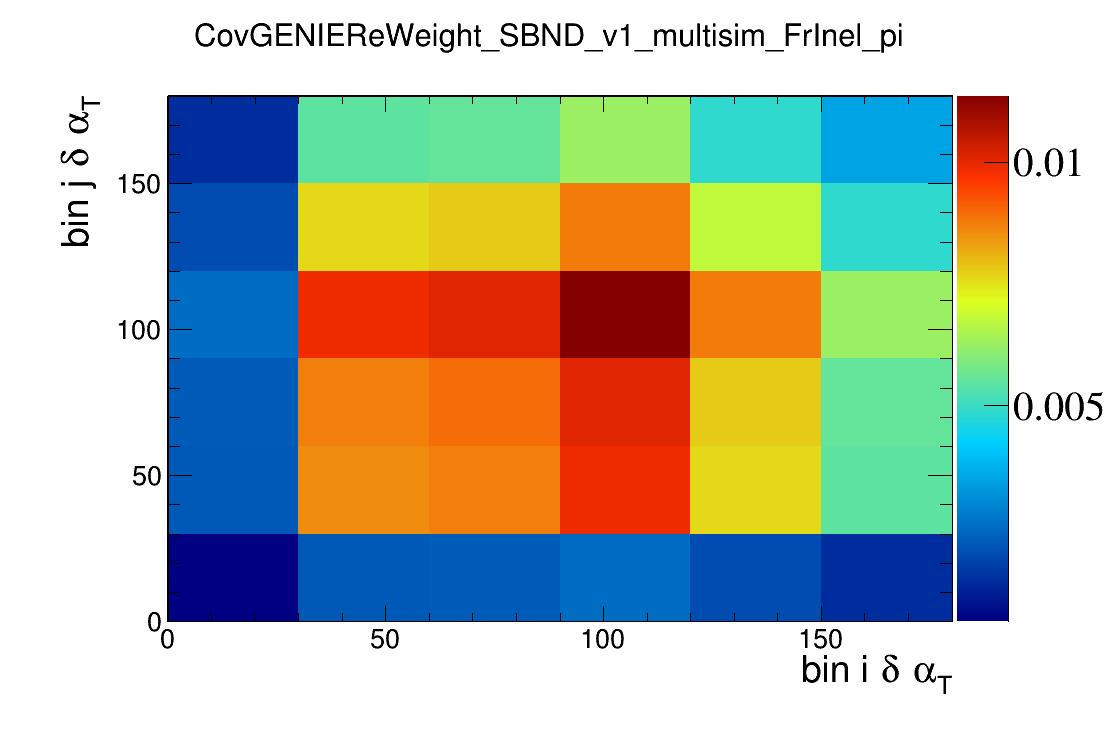 CovGENIEReWeight_SBND_v1_multisim_FrInel_pi
bin j δ α_T
150
100
50
0
0 50 100 150
bin i δ α_T
0.01
0.005